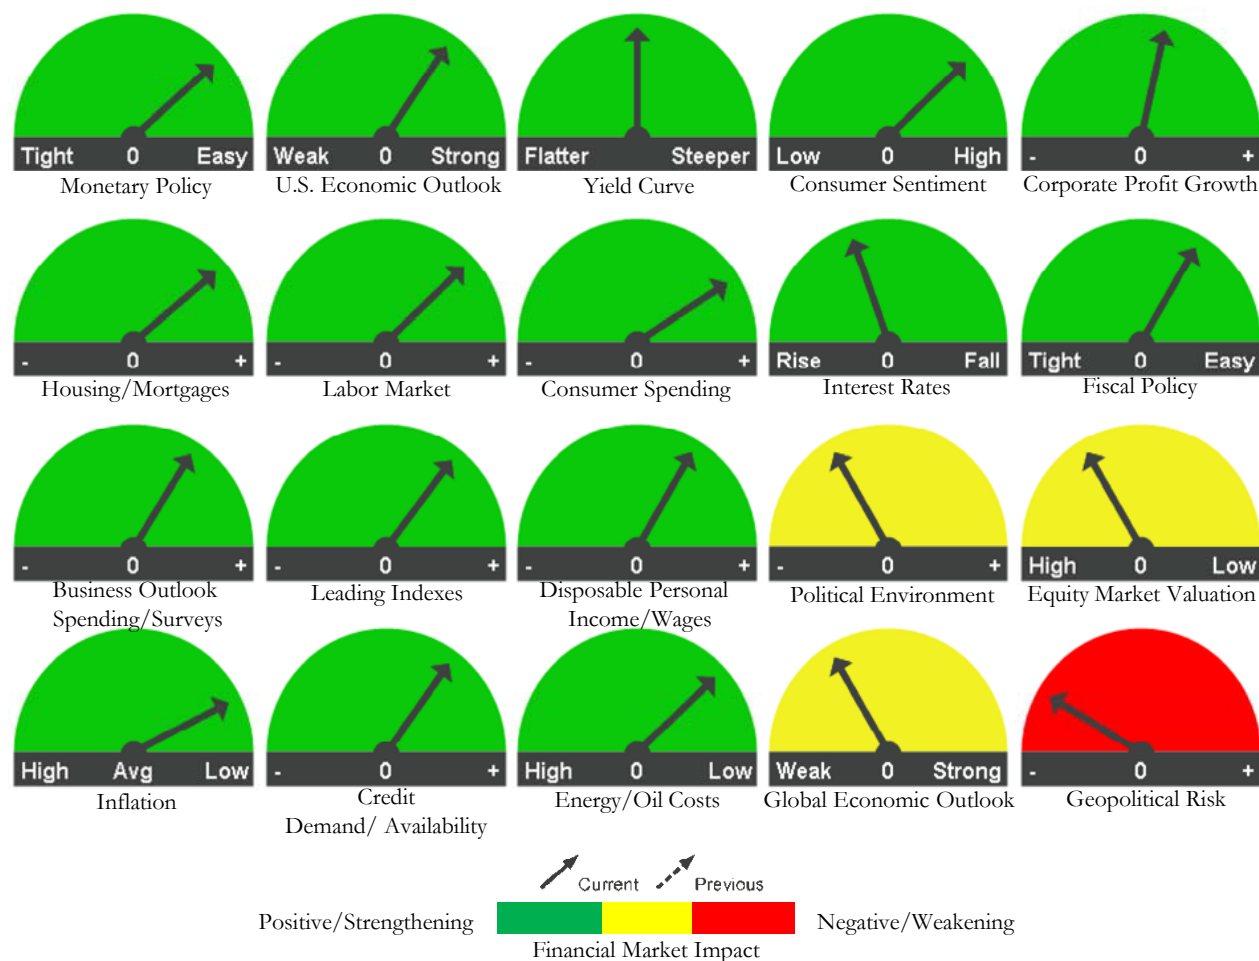 Tight 0 Easy
Monetary Policy
Weak 0 Strong
U.S. Economic Outlook
Flatter Steeper
Yield Curve
Low 0 High
Consumer Sentiment
- 0 +
Corporate Profit Growth
- 0 +
Housing/Mortgages
- 0 +
Labor Market
- 0 +
Consumer Spending
Rise 0 Fall
Interest Rates
Tight 0 Easy
Fiscal Policy
- 0 +
Business Outlook
Spending/Surveys
- 0 +
Leading Indexes
- 0 +
Disposable Personal
Income/Wages
- 0 +
Political Environment
High 0 Low
Equity Market Valuation
High Avg Low
Inflation
- 0 +
Credit
Demand/ Availability
High 0 Low
Energy/Oil Costs
Weak 0 Strong
Global Economic Outlook
- 0 +
Geopolitical Risk
Current Previous
Positive/Strengthening Negative/Weakening
Financial Market Impact